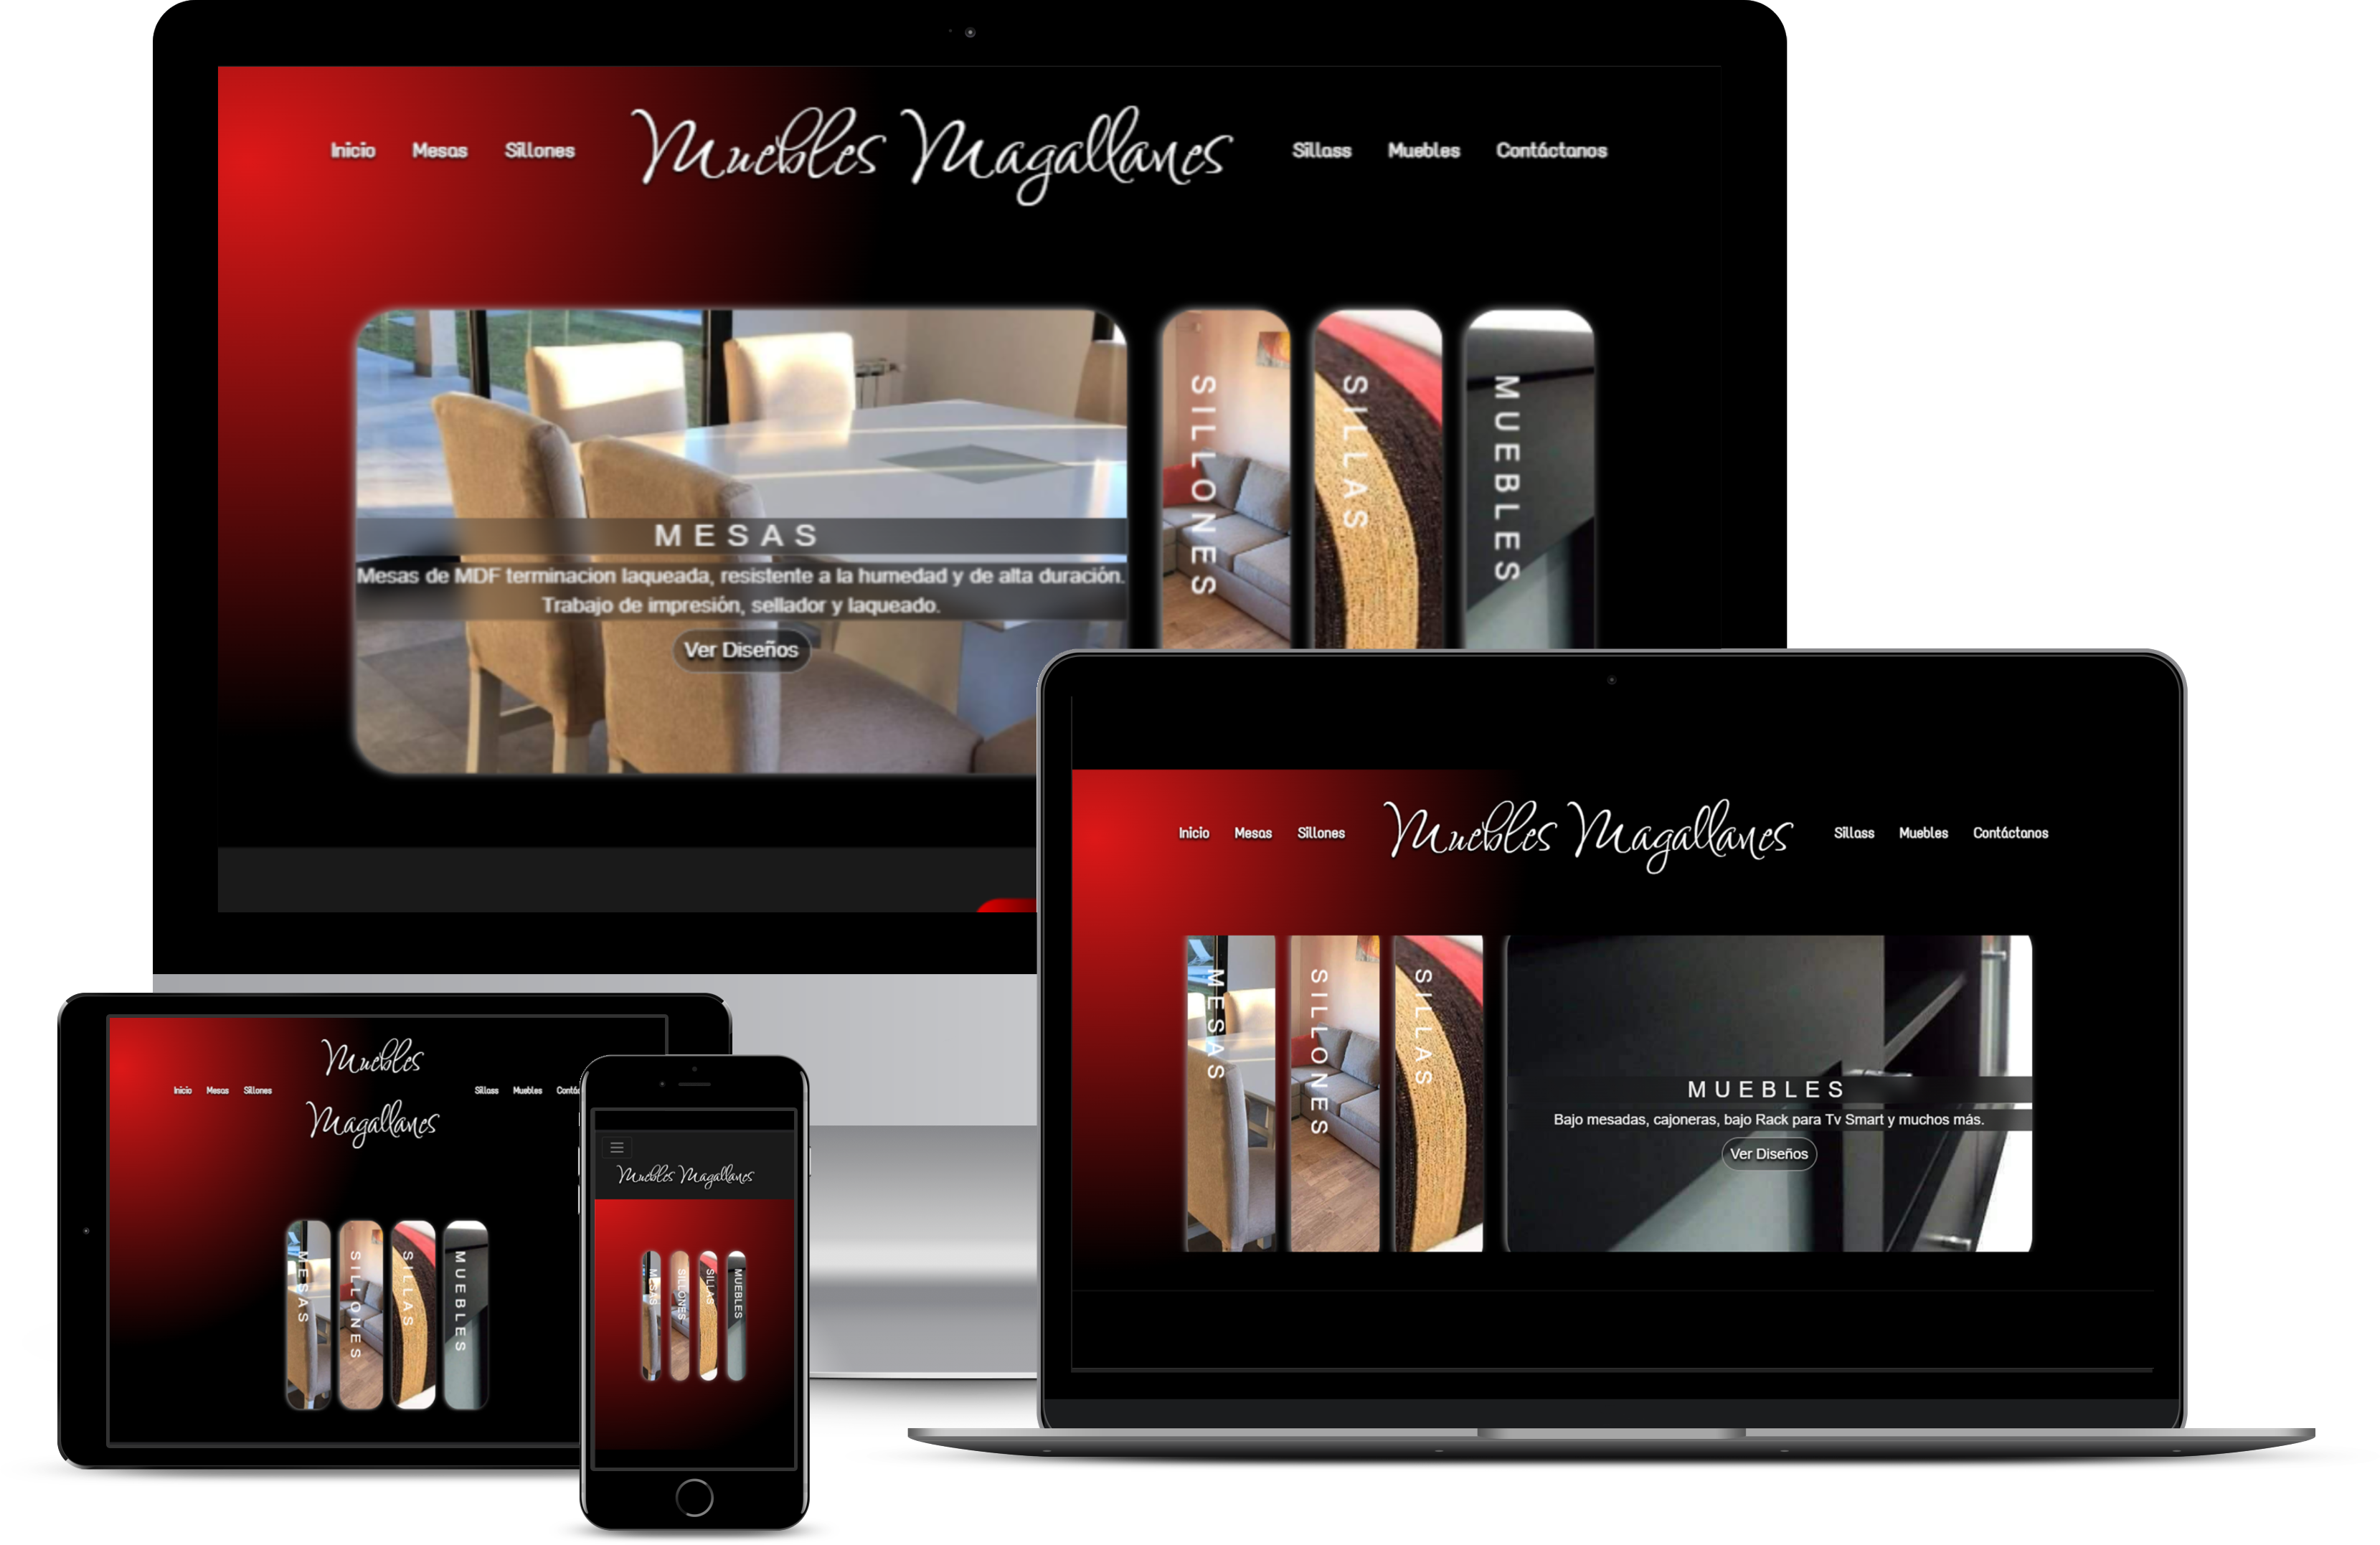 Inicio Mesas Sillones Muebles Magallanes Sillass Muebles Contáctanos
MESAS
Mesas de MDF terminacion laqueada, resistente a la humedad y de alta duración.
Trabajo de impresión, sellador y laqueado.
Ver Diseños
SILLONES
SILLAS
MUEBLES
Inicio Mesas Sillones Muebles Magallanes Sillass Muebles Contáctanos
MESAS
SILLONES
SILLAS
MUEBLES
Bajo mesadas, cajoneras, bajo Rack para Tv Smart y muchos más.
Ver Diseños
Muebles
Inicio Mesas Sillones Sillass Muebles
Magallanes
MESAS
SILLONES
SILLAS
MUEBLES
Muebles Magallanes
MESAS
SILLONES
SILLAS
MUEBLES